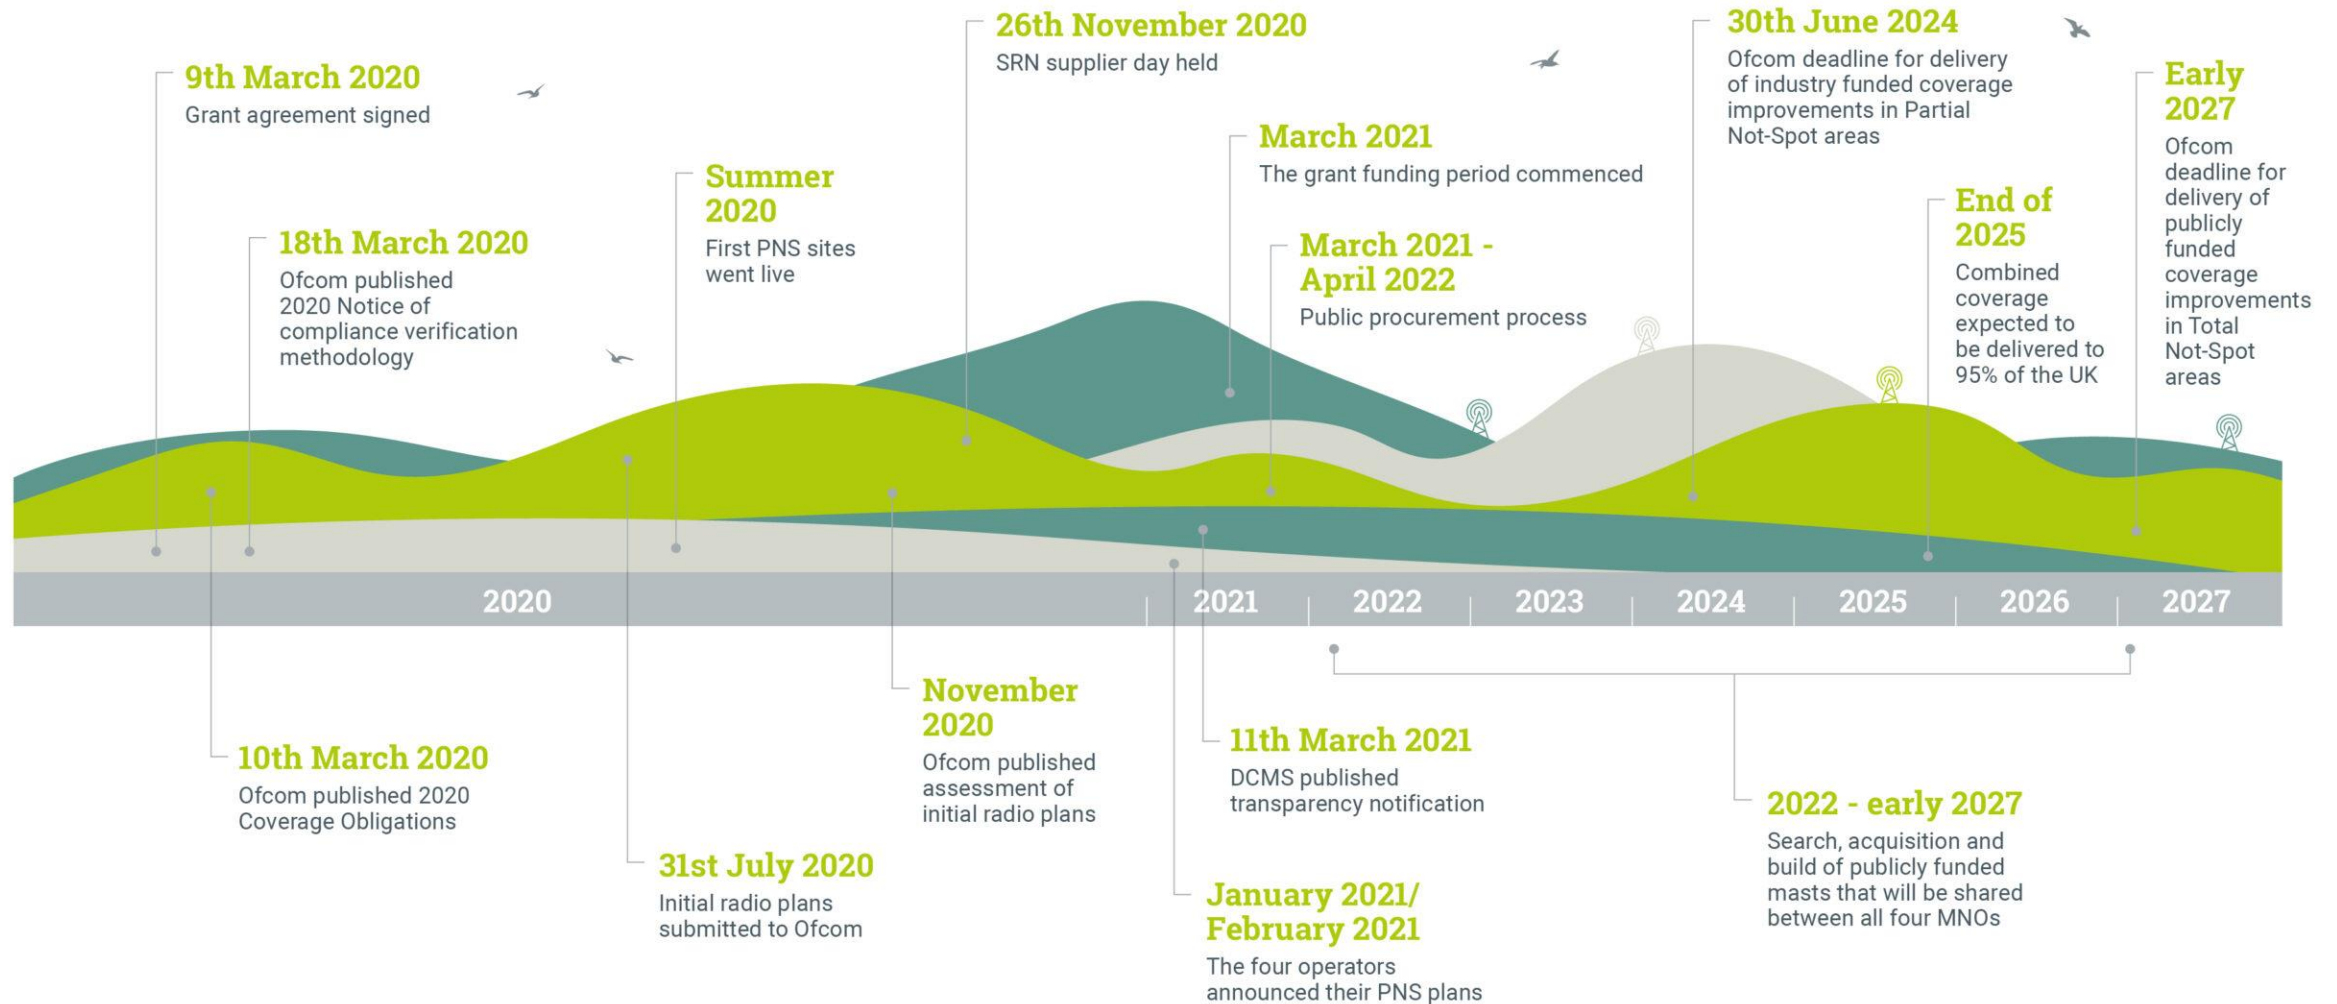 9th March 2020
Grant agreement signed
18th March 2020
Ofcom published
2020 Notice of
compliance verification
methodology
Summer
2020
First PNS sites
went live
26th November 2020
SRN supplier day held
March 2021
The grant funding period commenced
March 2021 -
April 2022
Public procurement process
30th June 2024
Ofcom deadline for delivery
of industry funded coverage
improvements in Partial
Not-Spot areas
End of
2025
Combined
coverage
expected to
be delivered to
95% of the UK
Early
2027
Ofcom
deadline for
delivery of
publicly
funded
coverage
improvements
in Total
Not-Spot
areas
2020
2021
2022
2023
2024
2025
2026
2027
10th March 2020
Ofcom published 2020
Coverage Obligations
31st July 2020
Initial radio plans
submitted to Ofcom
November
2020
Ofcom published
assessment of
initial radio plans
11th March 2021
DCMS published
transparency notification
January 2021/
February 2021
The four operators
announced their PNS plans
2022 - early 2027
Search, acquisition and
build of publicly funded
masts that will be shared
between all four MNOs